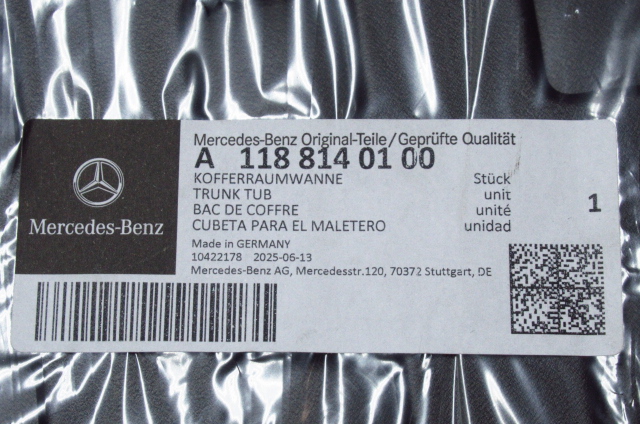 Mercedes-Benz Original-Teile/Geprüfte Qualität
A 118 814 01 00
KOFFERRAUMWANNE Stück
TRUNK TUB unit
BAC DE COFFRE unité
CUBETA PARA EL MALETERO unidad
1
Made in GERMANY
10422178 2025-06-13
Mercedes-Benz AG, Mercedesstr.120, 70372 Stuttgart, DE
Mercedes-Benz